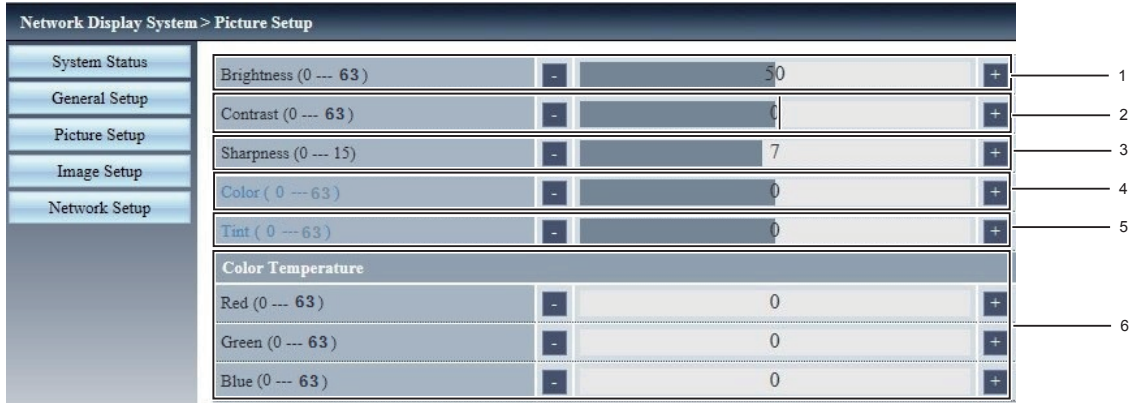 Network Display System > Picture Setup
System Status
General Setup
Picture Setup
Image Setup
Network Setup
Brightness (0 --- 63) - 50 + 1
Contrast (0 --- 63) - 0 + 2
Sharpness (0 --- 15) - 7 + 3
Color ( 0 --- 63) - 0 + 4
Tint ( 0 --- 63) - 0 + 5
Color Temperature
Red (0 --- 63) - 0 +
Green (0 --- 63) - 0 + 6
Blue (0 --- 63) - 0 +